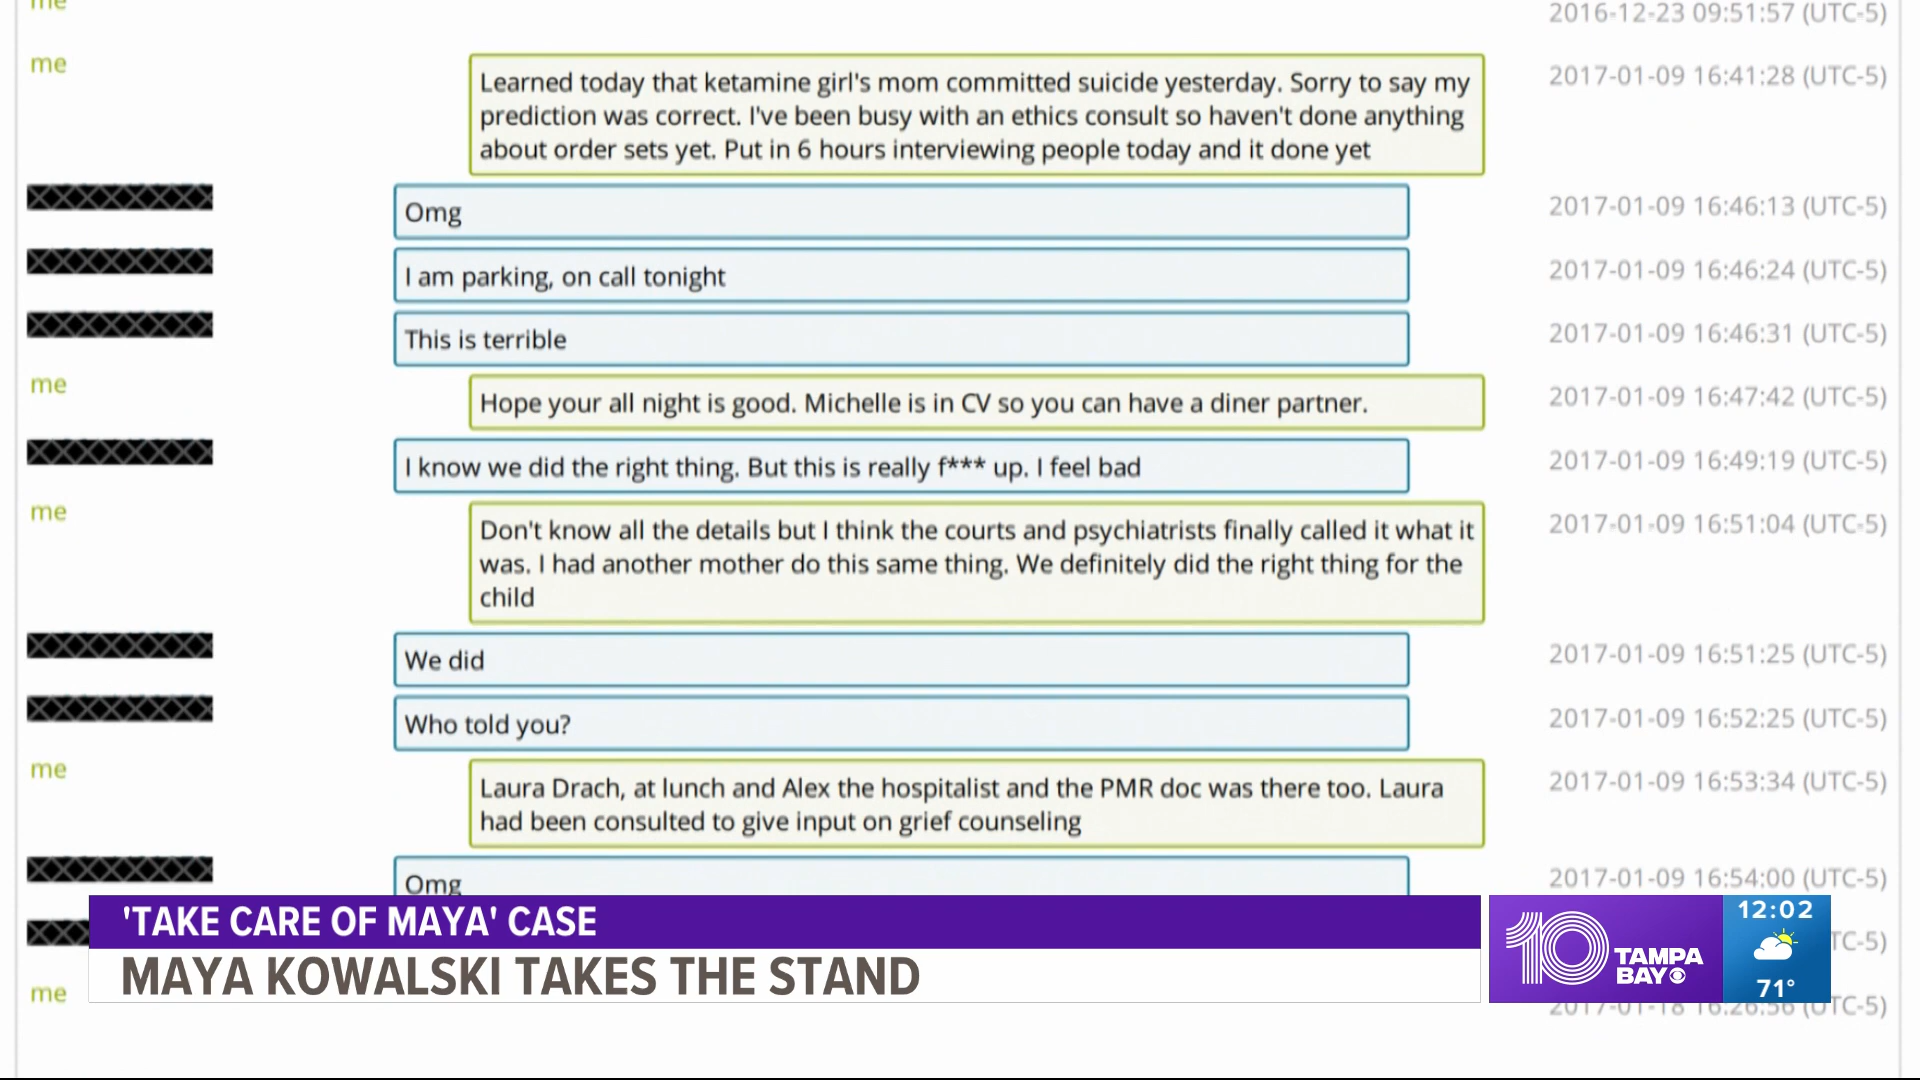 me
2016-12-23 09:51:57 (UTC-5)
me
2017-01-09 16:41:28 (UTC-5)
Learned today that ketamine girl's mom committed suicide yesterday. Sorry to say my
prediction was correct. I've been busy with an ethics consult so haven't done anything
about order sets yet. Put in 6 hours interviewing people today and it done yet
Omg
2017-01-09 16:46:13 (UTC-5)
I am parking, on call tonight
2017-01-09 16:46:24 (UTC-5)
This is terrible
2017-01-09 16:46:31 (UTC-5)
me
Hope your all night is good. Michelle is in CV so you can have a diner partner.
2017-01-09 16:47:42 (UTC-5)
I know we did the right thing. But this is really f*** up. I feel bad
2017-01-09 16:49:19 (UTC-5)
me
2017-01-09 16:51:04 (UTC-5)
Don't know all the details but I think the courts and psychiatrists finally called it what it
was. I had another mother do this same thing. We definitely did the right thing for the
child
We did
2017-01-09 16:51:25 (UTC-5)
Who told you?
2017-01-09 16:52:25 (UTC-5)
me
2017-01-09 16:53:34 (UTC-5)
Laura Drach, at lunch and Alex the hospitalist and the PMR doc was there too. Laura
had been consulted to give input on grief counseling
Omg
2017-01-09 16:54:00 (UTC-5)
'TAKE CARE OF MAYA' CASE
MAYA KOWALSKI TAKES THE STAND
10 TAMPA
BAY
12:02
71°
TC-5)
me
2017-01-18 16:26:56 (UTC-5)